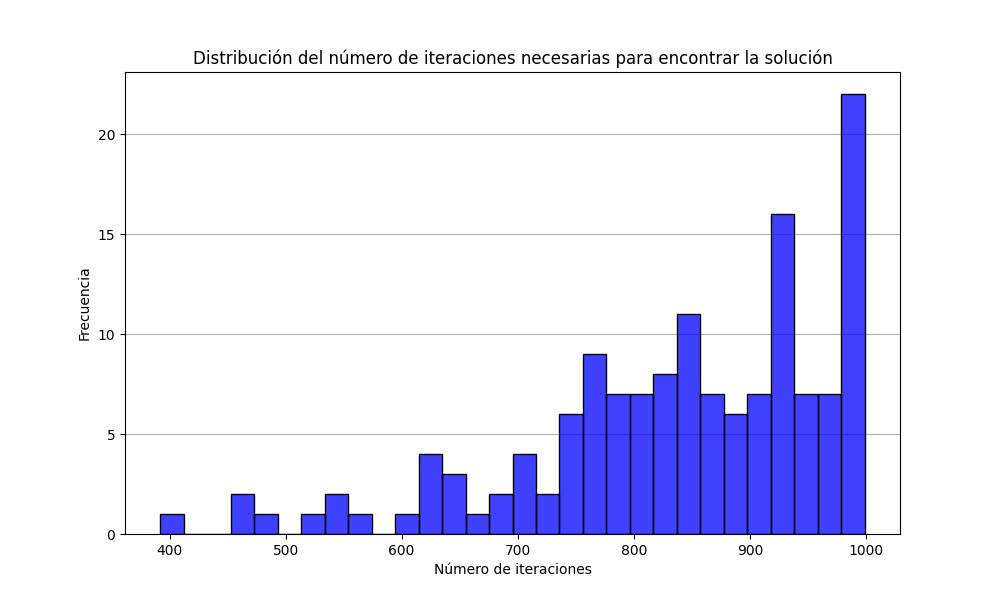 Distribución del número de iteraciones necesarias para encontrar la solución
20
15
10
5
0
Frecuencia
400 500 600 700 800 900 1000
Número de iteraciones